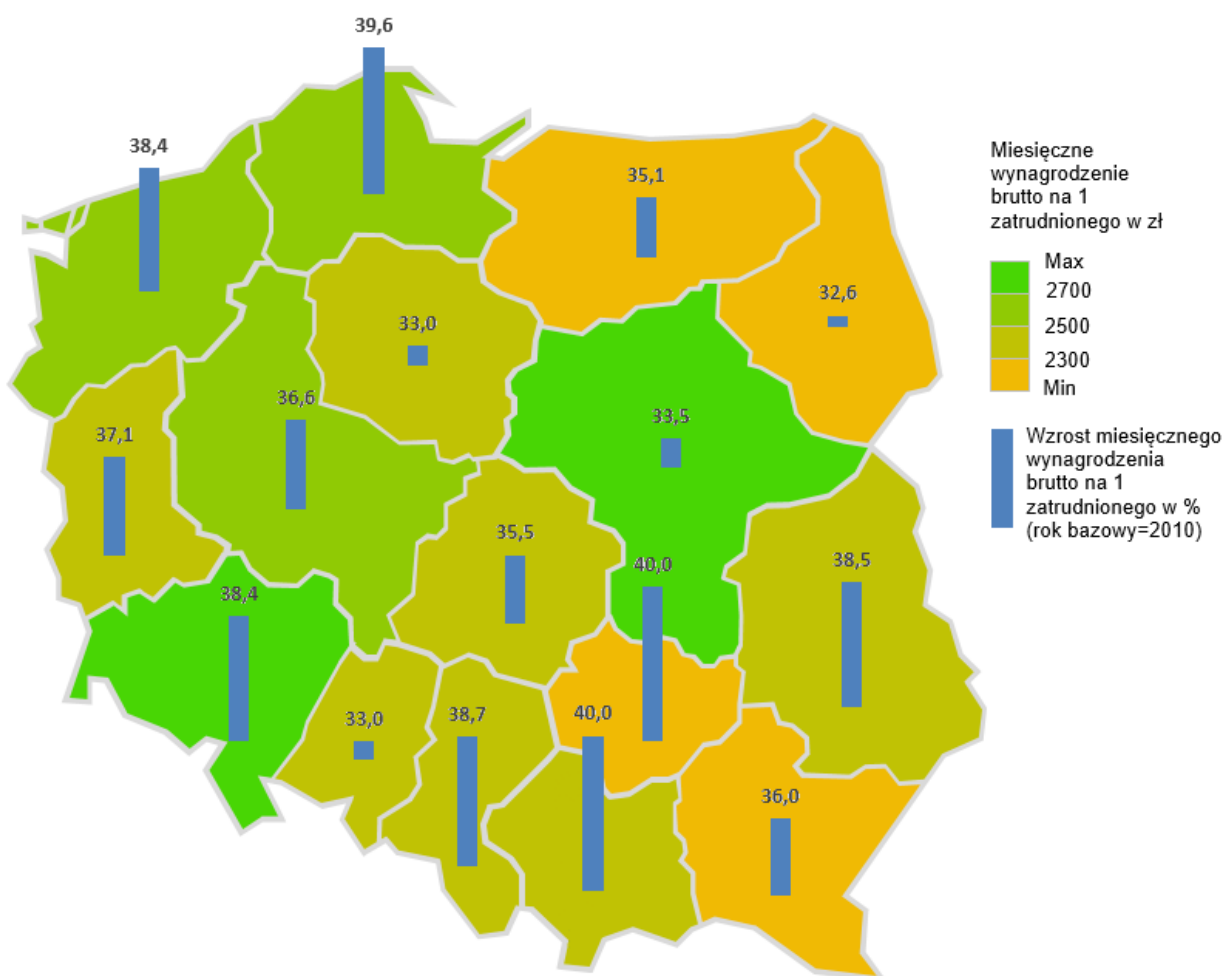 39,6
38,4
35,1
32,6
33,0
36,6
33,5
37,1
35,5
40,0
38,5
38,4
33,0
38,7
40,0
36,0
Miesięczne
wynagrodzenie
brutto na 1
zatrudnionego w zł
Max
2700
2500
2300
Min
Wzrost miesięcznego
wynagrodzenia
brutto na 1
zatrudnionego w %
(rok bazowy=2010)